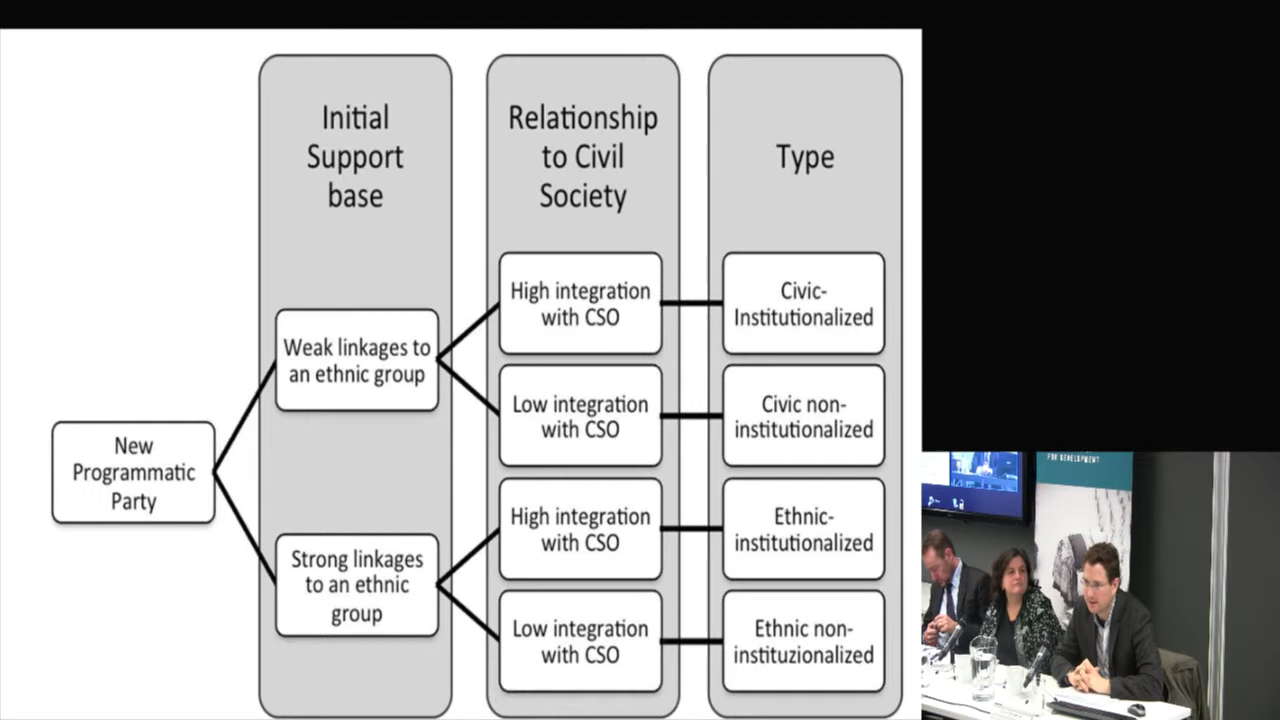 Initial
Support
base
Relationship
to Civil
Society
Type
New
Programmatic
Party
Weak linkages to
an ethnic group
High integration
with CSO
Civic-
Institutionalized
Low integration
with CSO
Civic non-
institutionalized
Strong linkages
to an ethnic
group
High integration
with CSO
Ethnic-
institutionalized
Low integration
with CSO
Ethnic non-
instituzionalized
FOR DEVELOPMENT